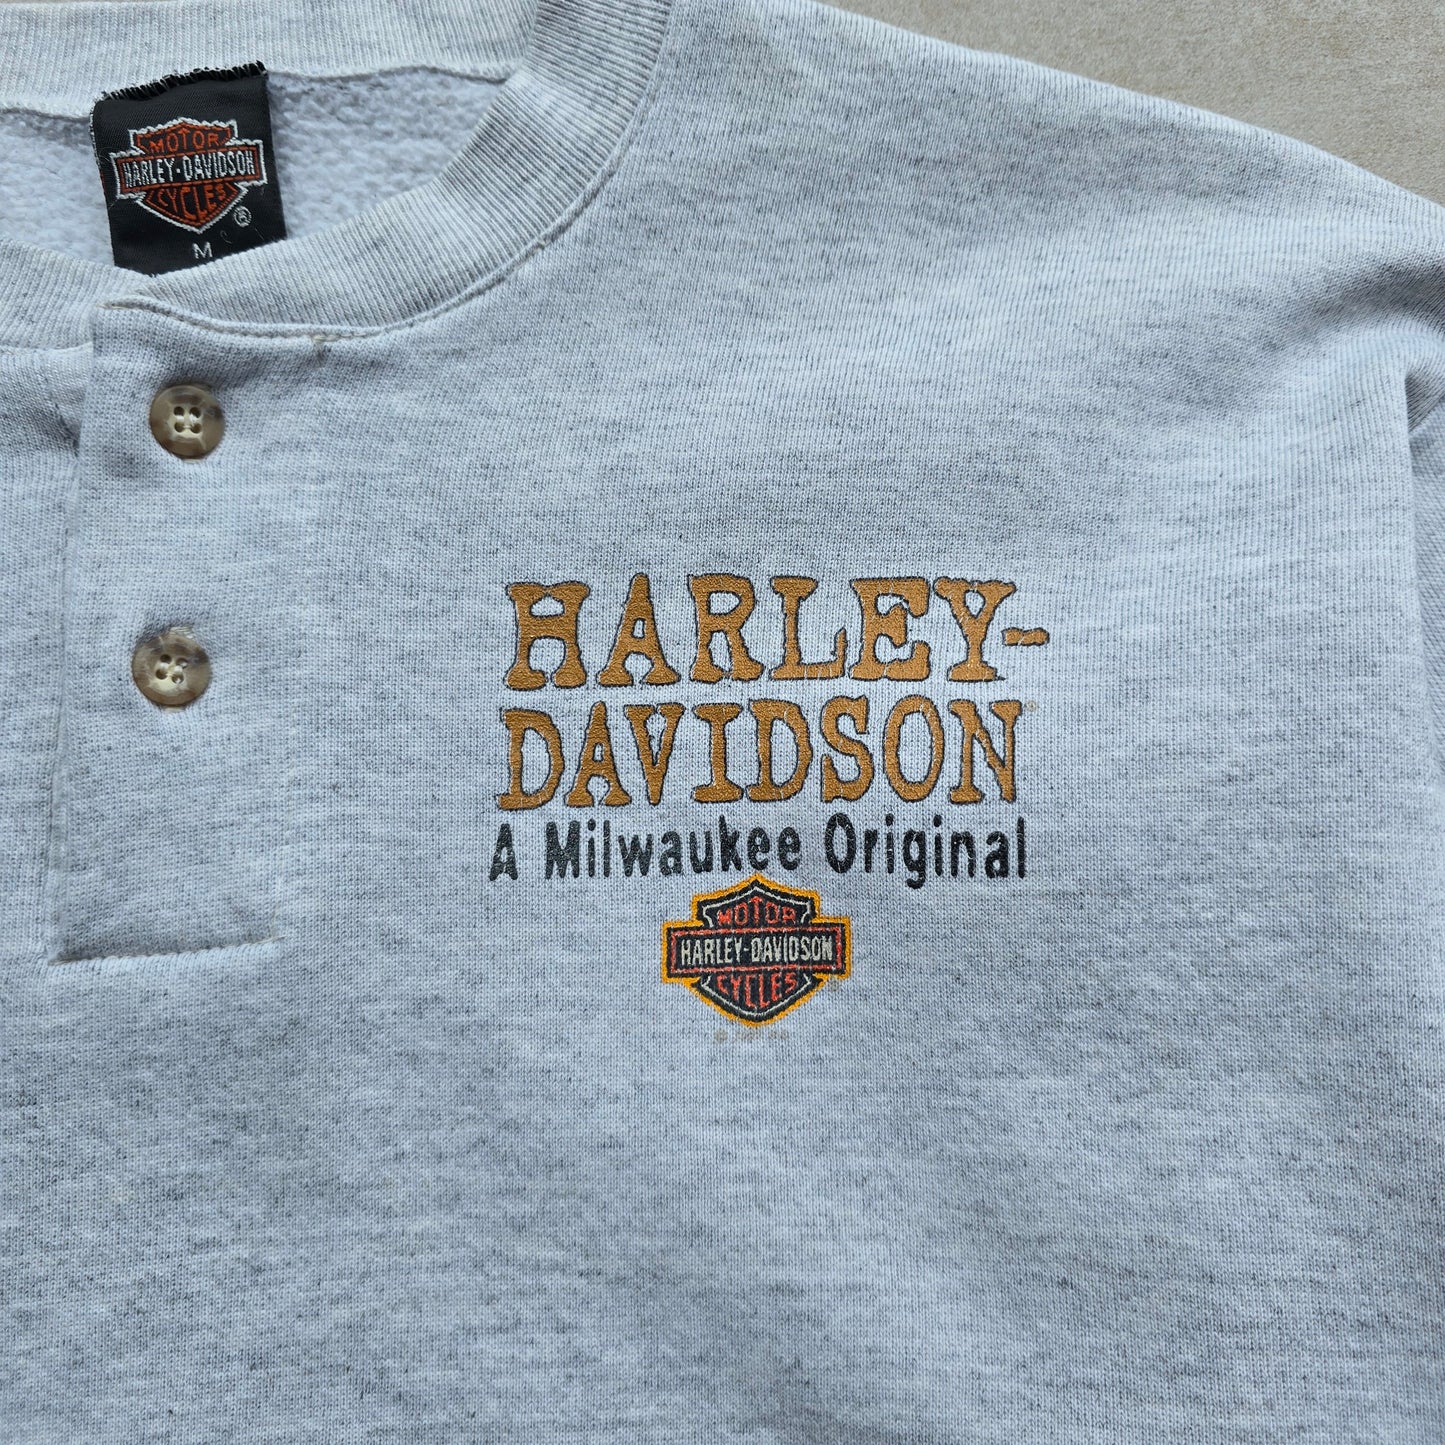 MOTOR
HARLEY-DAVIDSON
CYCLES
®
M
HARLEY-
DAVIDSON
A Milwaukee Original
MOTOR
HARLEY-DAVIDSON
CYCLES